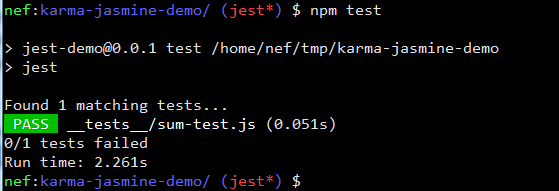 nef:karma-jasmine-demo/ (jest*) $ npm test
> jest-demo@0.0.1 test /home/nef/tmp/karma-jasmine-demo
> jest
Found 1 matching tests...
PASS __tests__/sum-test.js (0.051s)
0/1 tests failed
Run time: 2.261s
nef:karma-jasmine-demo/ (jest*) $